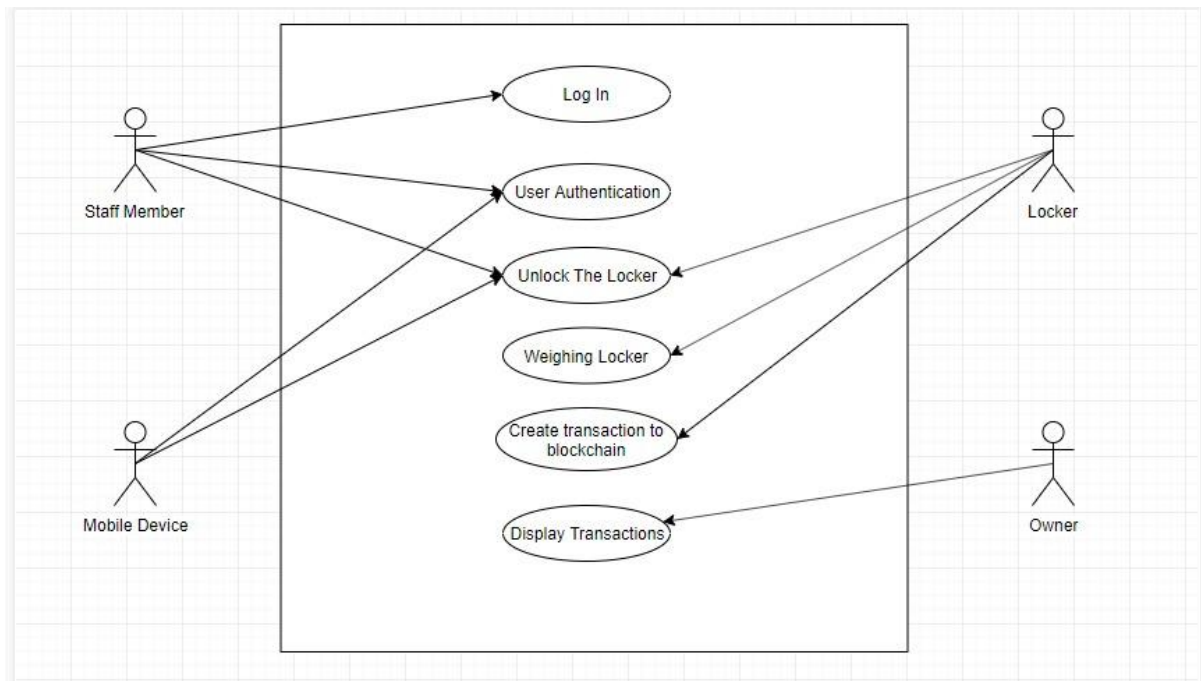 Log In
User Authentication
Staff Member
Locker
Unlock The Locker
Weighing Locker
Create transaction to
blockchain
Mobile Device
Display Transactions
Owner